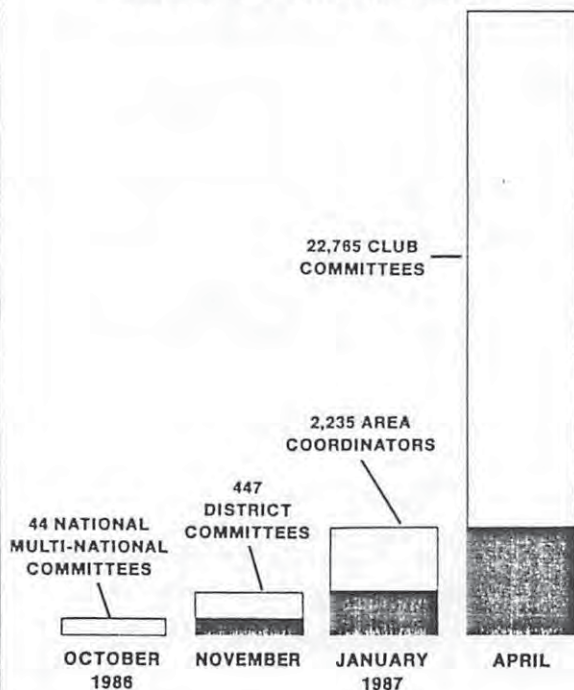 22,765 CLUB
COMMITTEES
2,235 AREA
COORDINATORS
447
DISTRICT
COMMITTEES
44 NATIONAL
MULTI-NATIONAL
COMMITTEES
OCTOBER
1986
NOVEMBER
JANUARY
1987
APRIL